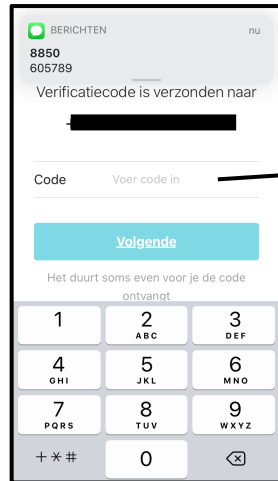 BERICHTEN nu
8850
605789
Verificatiecode is verzonden naar
Code Voer code in
Volgende
Het duurt soms even voor je de code
ontvangt
1 2 3
ABC DEF
4 5 6
GHI JKL MNO
7 8 9
PQRS TUV WXYZ
+*# 0